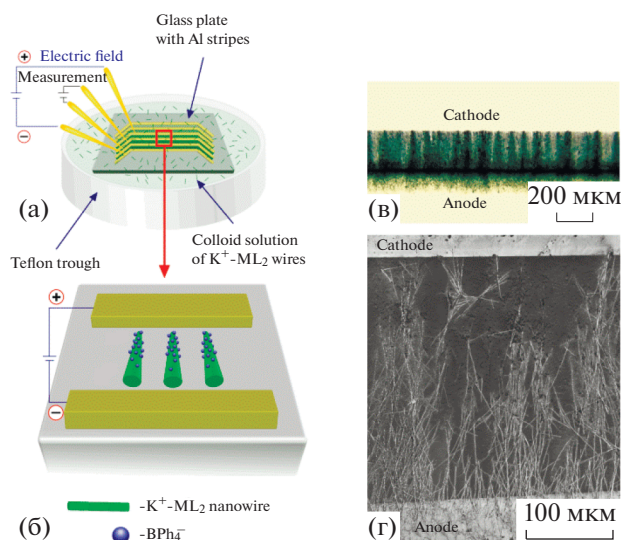 Glass plate
with Al stripes
+
Electric field
Measurement
−
(а)
Teflon trough
Colloid solution
of K⁺-ML₂ wires
+
−
-K⁺-ML₂ nanowire
(б)
-BPh₄⁻
Cathode
200 мкм
(в)
Anode
Cathode
(г)
Anode
100 мкм